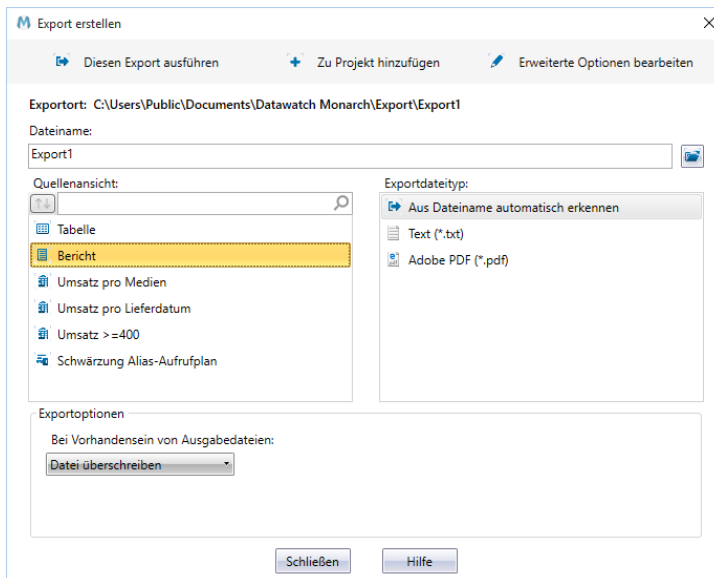 Export erstellen
Diesen Export ausführen
Zu Projekt hinzufügen
Erweiterte Optionen bearbeiten
Exportort: C:\Users\Public\Documents\Datawatch Monarch\Export\Export1
Dateiname:
Export1
Quellenansicht:
Tabelle
Bericht
Umsatz pro Medien
Umsatz pro Lieferdatum
Umsatz >=400
Schwärzung Alias-Aufrufplan
Exportdateityp:
Aus Dateiname automatisch erkennen
Text (*.txt)
Adobe PDF (*.pdf)
Exportoptionen
Bei Vorhandensein von Ausgabedateien:
Datei überschreiben
Schließen
Hilfe